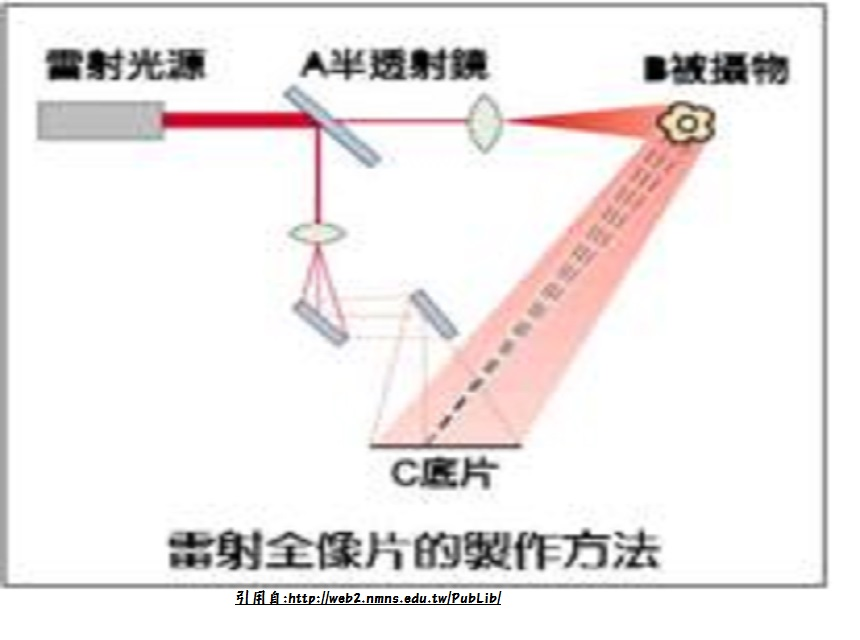 雷射光源
A半透射鏡
B被攝物
C底片
雷射全像片的製作方法
引用自:http://web2.nmns.edu.tw/PubLib/